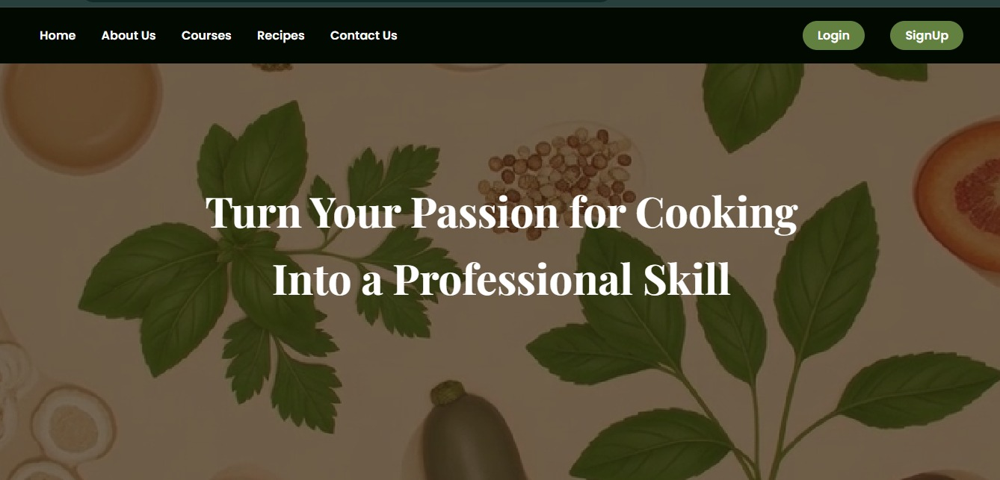 Home About Us Courses Recipes Contact Us Login SignUp
Turn Your Passion for Cooking
Into a Professional Skill